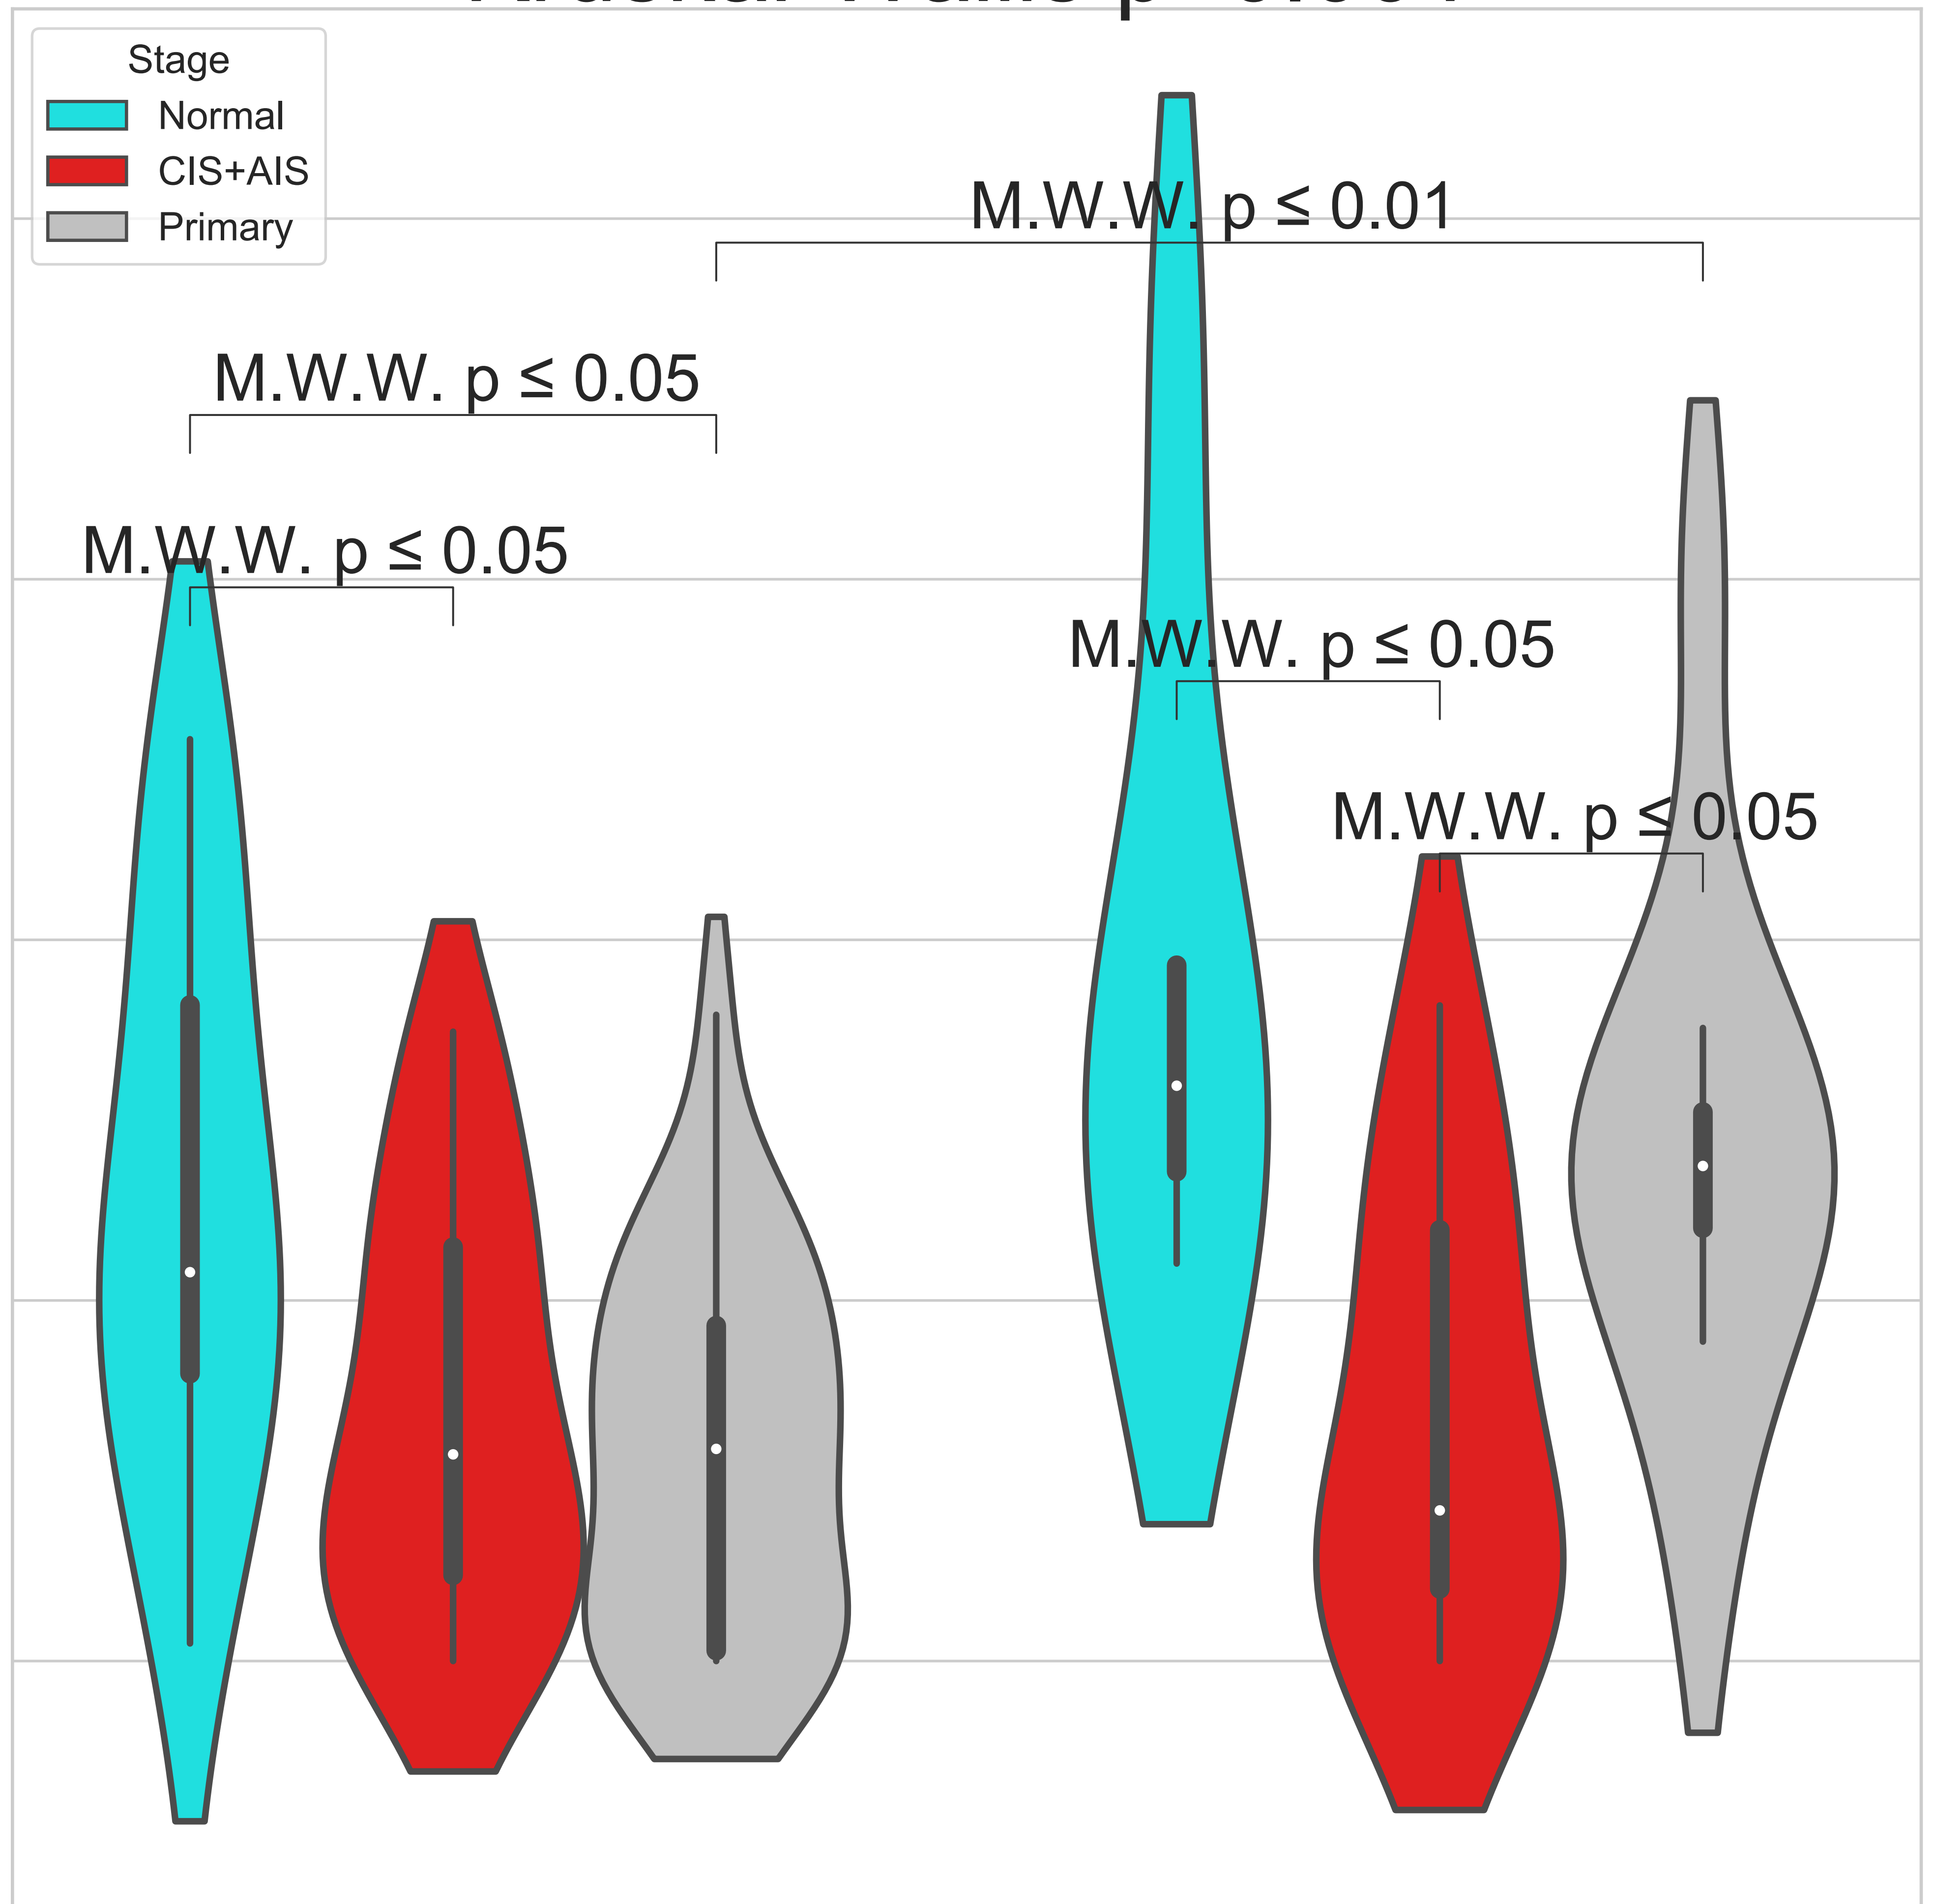 Stage
Normal
CIS+AIS
Primary
M.W.W. p ≤ 0.01
M.W.W. p ≤ 0.05
M.W.W. p ≤ 0.05
M.W.W. p ≤ 0.05
M.W.W. p ≤ 0.05